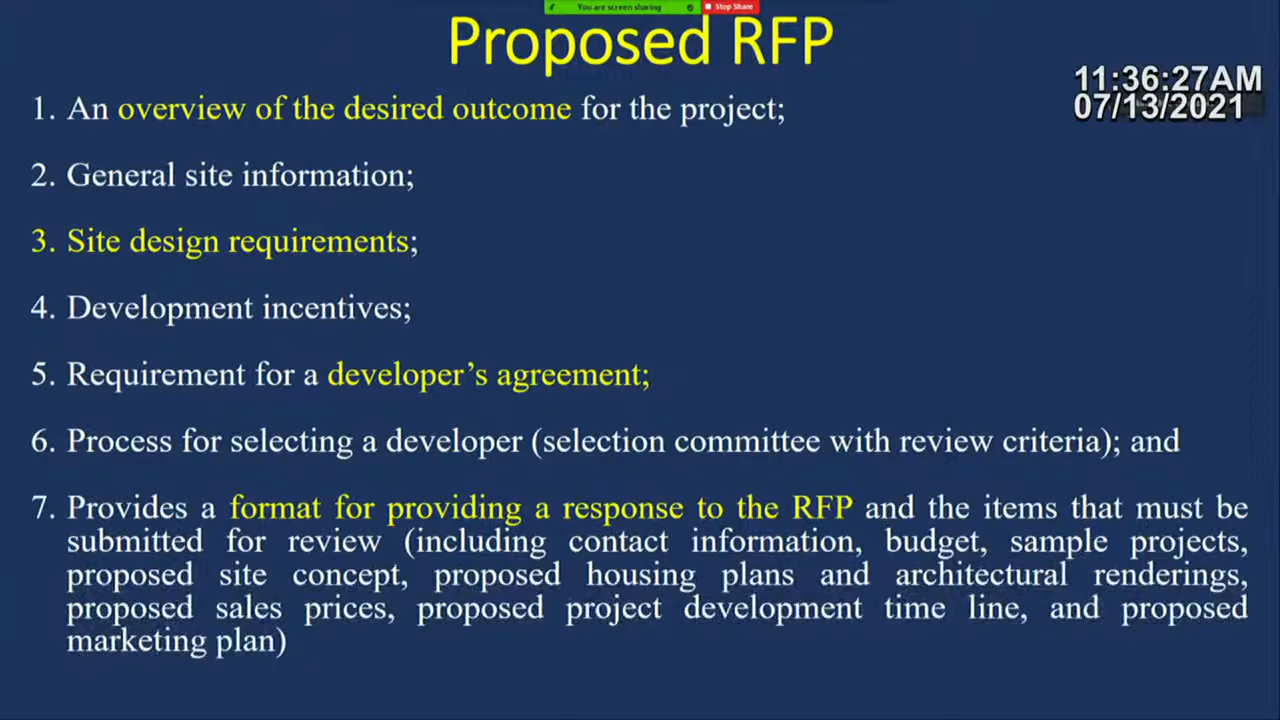 You are screen sharing
Stop Share
Proposed RFP
11:36:27AM
07/13/2021
1. An overview of the desired outcome for the project;
2. General site information;
3. Site design requirements;
4. Development incentives;
5. Requirement for a developer’s agreement;
6. Process for selecting a developer (selection committee with review criteria); and
7. Provides a format for providing a response to the RFP and the items that must be
submitted for review (including contact information, budget, sample projects,
proposed site concept, proposed housing plans and architectural renderings,
proposed sales prices, proposed project development time line, and proposed
marketing plan)